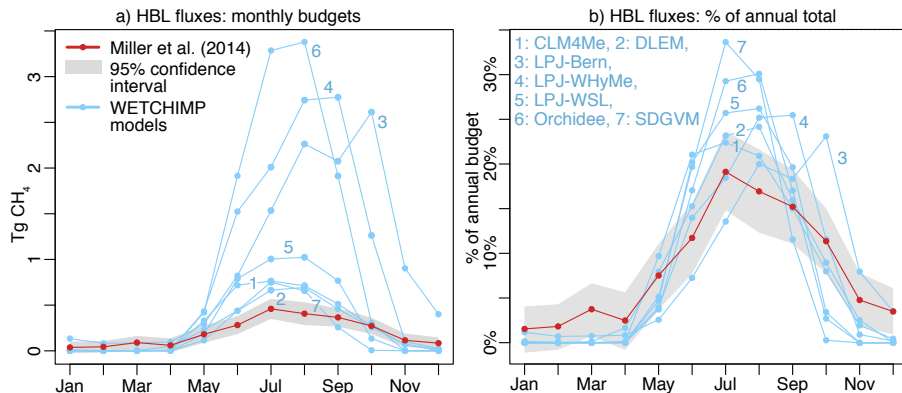 a) HBL fluxes: monthly budgets
Miller et al. (2014)
95% confidence
interval
WETCHIMP
models
6
4
3
5
1
2
7
Tg CH4
3
2
1
0
Jan Mar May Jul Sep Nov
b) HBL fluxes: % of annual total
1: CLM4Me, 2: DLEM,
3: LPJ-Bern,
4: LPJ-WHyMe,
5: LPJ-WSL,
6: Orchidee, 7: SDGVM
7
6
5
4
2
1
3
% of annual budget
30%
20%
10%
0%
Jan Mar May Jul Sep Nov